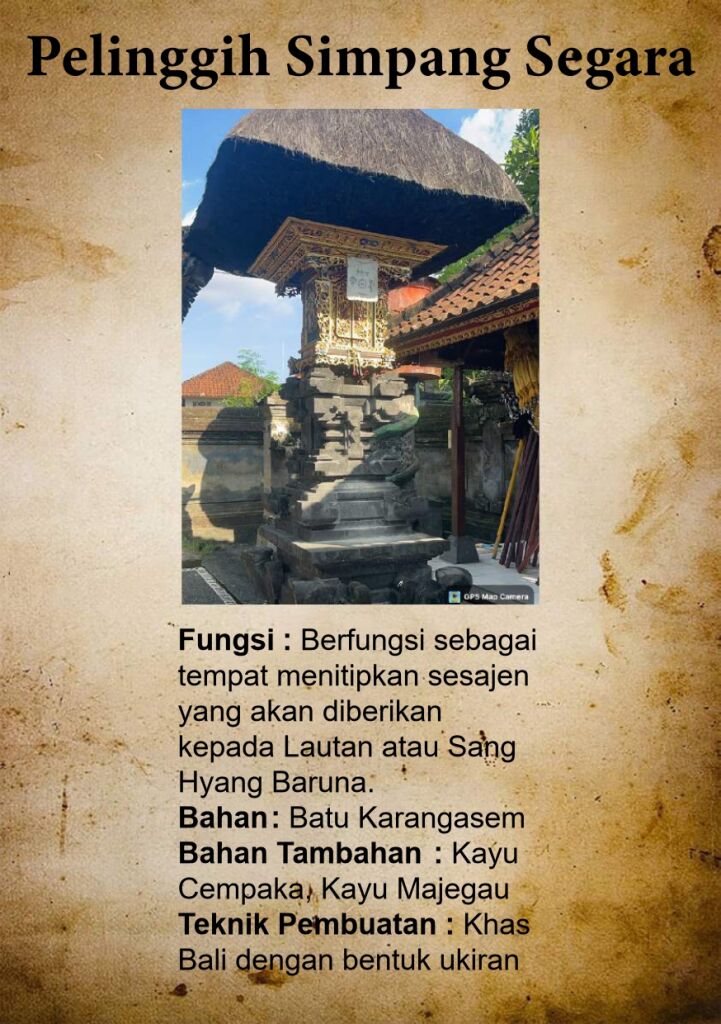 Pelinggih Simpang Segara
GPS Map Camera
Fungsi : Berfungsi sebagai
tempat menitipkan sesajen
yang akan diberikan
kepada Lautan atau Sang
Hyang Baruna.
Bahan : Batu Karangasem
Bahan Tambahan : Kayu
Cempaka, Kayu Majegau
Teknik Pembuatan : Khas
Bali dengan bentuk ukiran